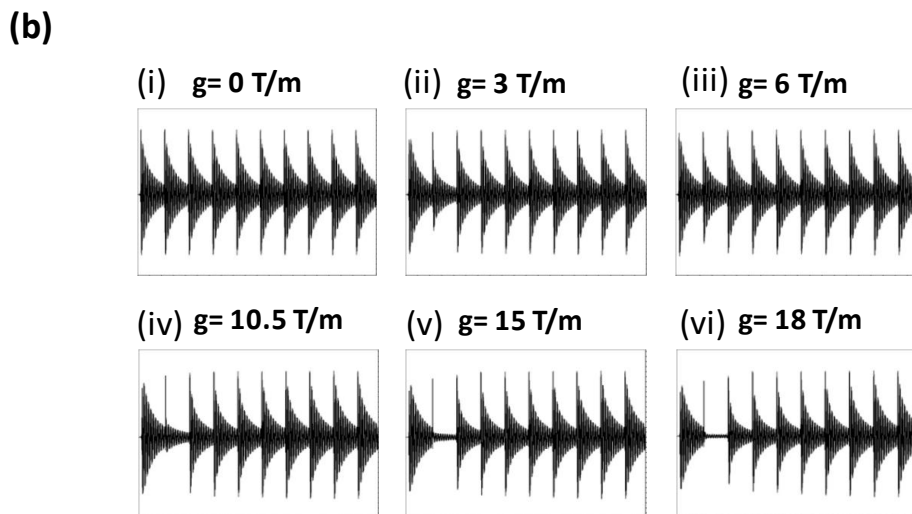 (b)
(i) g= 0 T/m (ii) g= 3 T/m (iii) g= 6 T/m
(iv) g= 10.5 T/m (v) g= 15 T/m (vi) g= 18 T/m